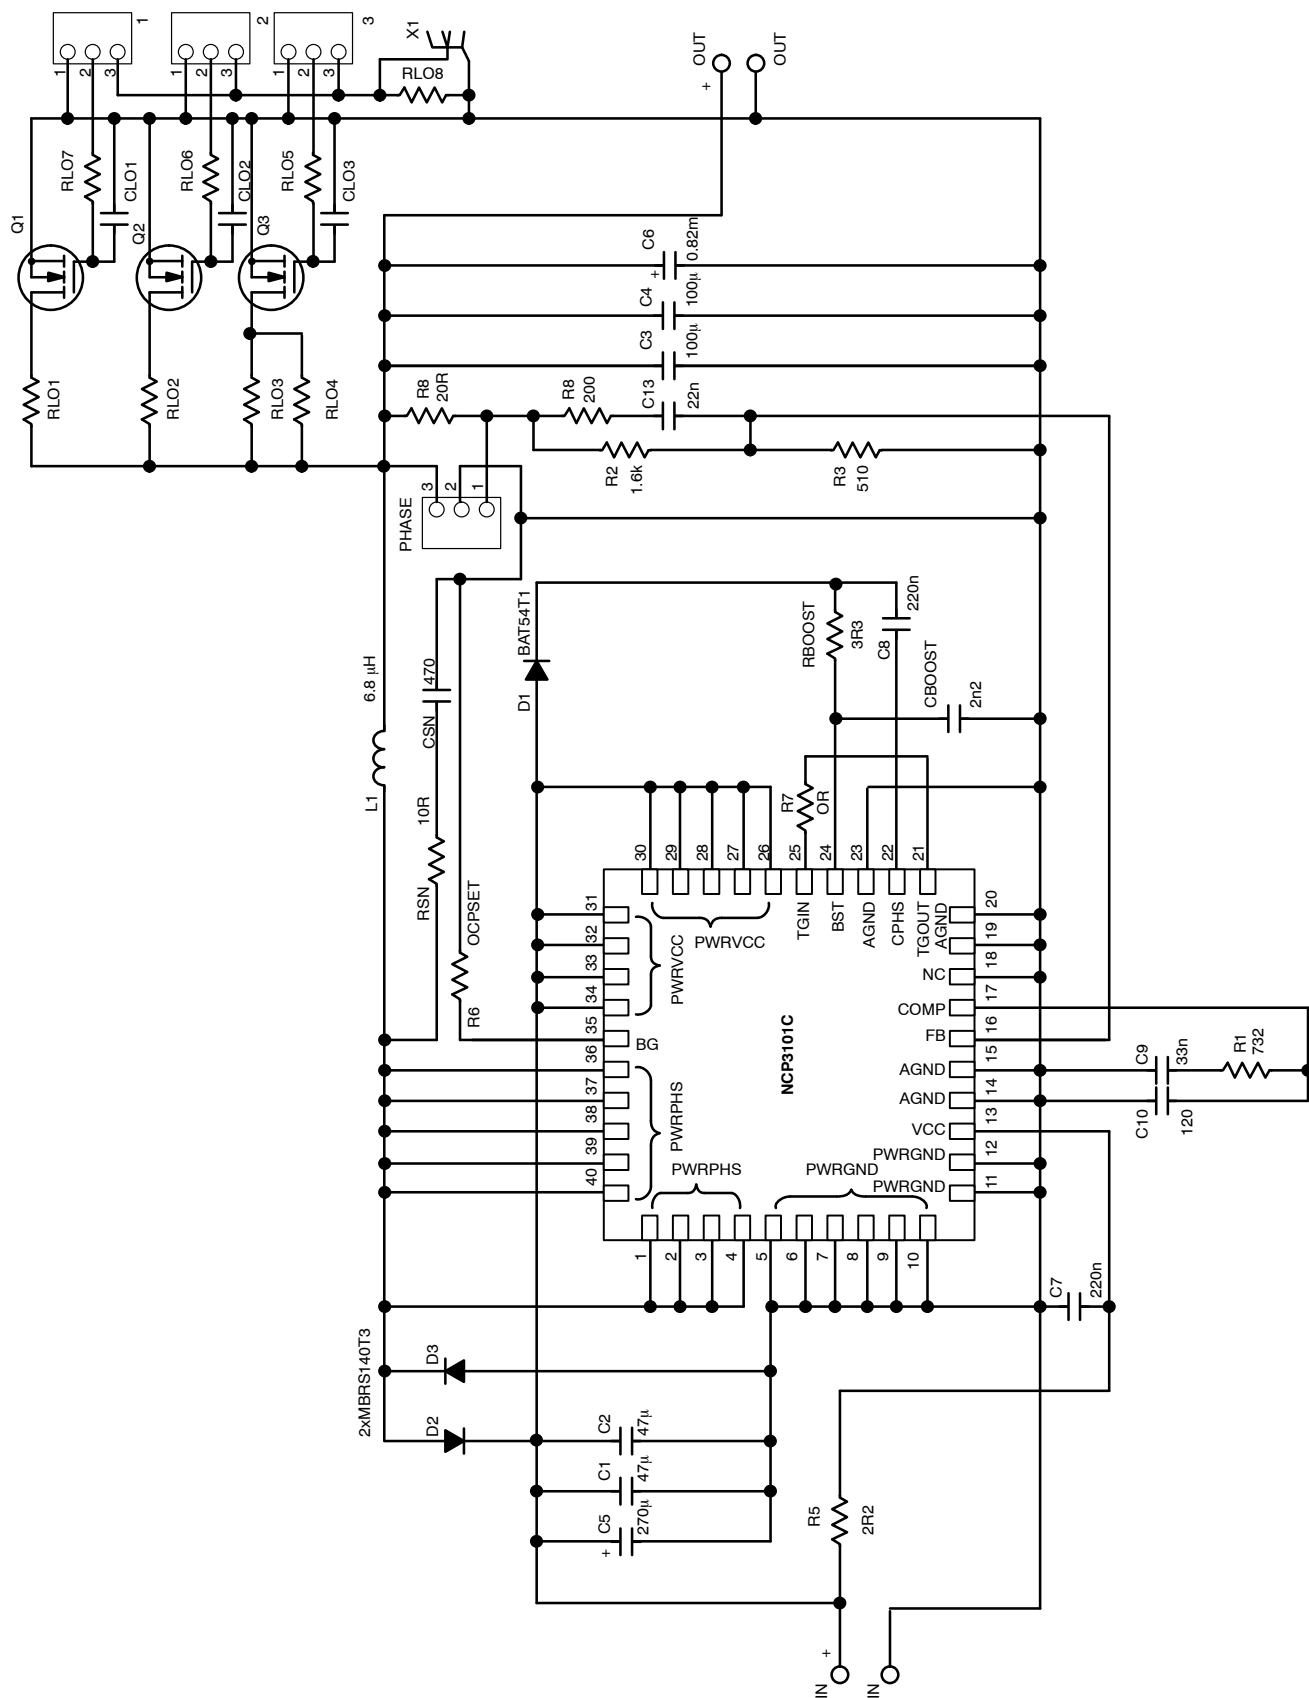 1
2
3
1
2
3
1
2
3
1
2
3
X1
RLO8
OUT
+
OUT
Q1
RLO7
CLO1
Q2
RLO6
CLO2
Q3
RLO5
CLO3
RLO1
RLO2
RLO3
RLO4
C6
+
0.82m
C4
100µ
C3
100µ
R8
20R
R8
200
C13
22n
R2
1.6k
R3
510
PHASE
3
2
1
L1
6.8 µH
RSN
10R
CSN
470
R6
OCPSET
D1
BAT54T1
RBOOST
3R3
C8
220n
CBOOST
2n2
R7
OR
30
29
28
27
26
25
24
23
22
21
PWRVCC
TGIN
BST
AGND
CPHS
TGOUT
31
32
33
34
35
36
37
38
39
40
PWRVCC
BG
PWRPHS
NCP3101C
AGND
NC
COMP
FB
AGND
AGND
VCC
PWRGND
PWRGND
20
19
18
17
16
15
14
13
12
11
PWRPHS
PWRGND
1
2
3
4
5
6
7
8
9
10
C9
33n
R1
732
C10
120
C7
220n
2xMBRS140T3
D3
D2
C2
47µ
C1
47µ
C5
+
270µ
R5
2R2
IN
+
IN